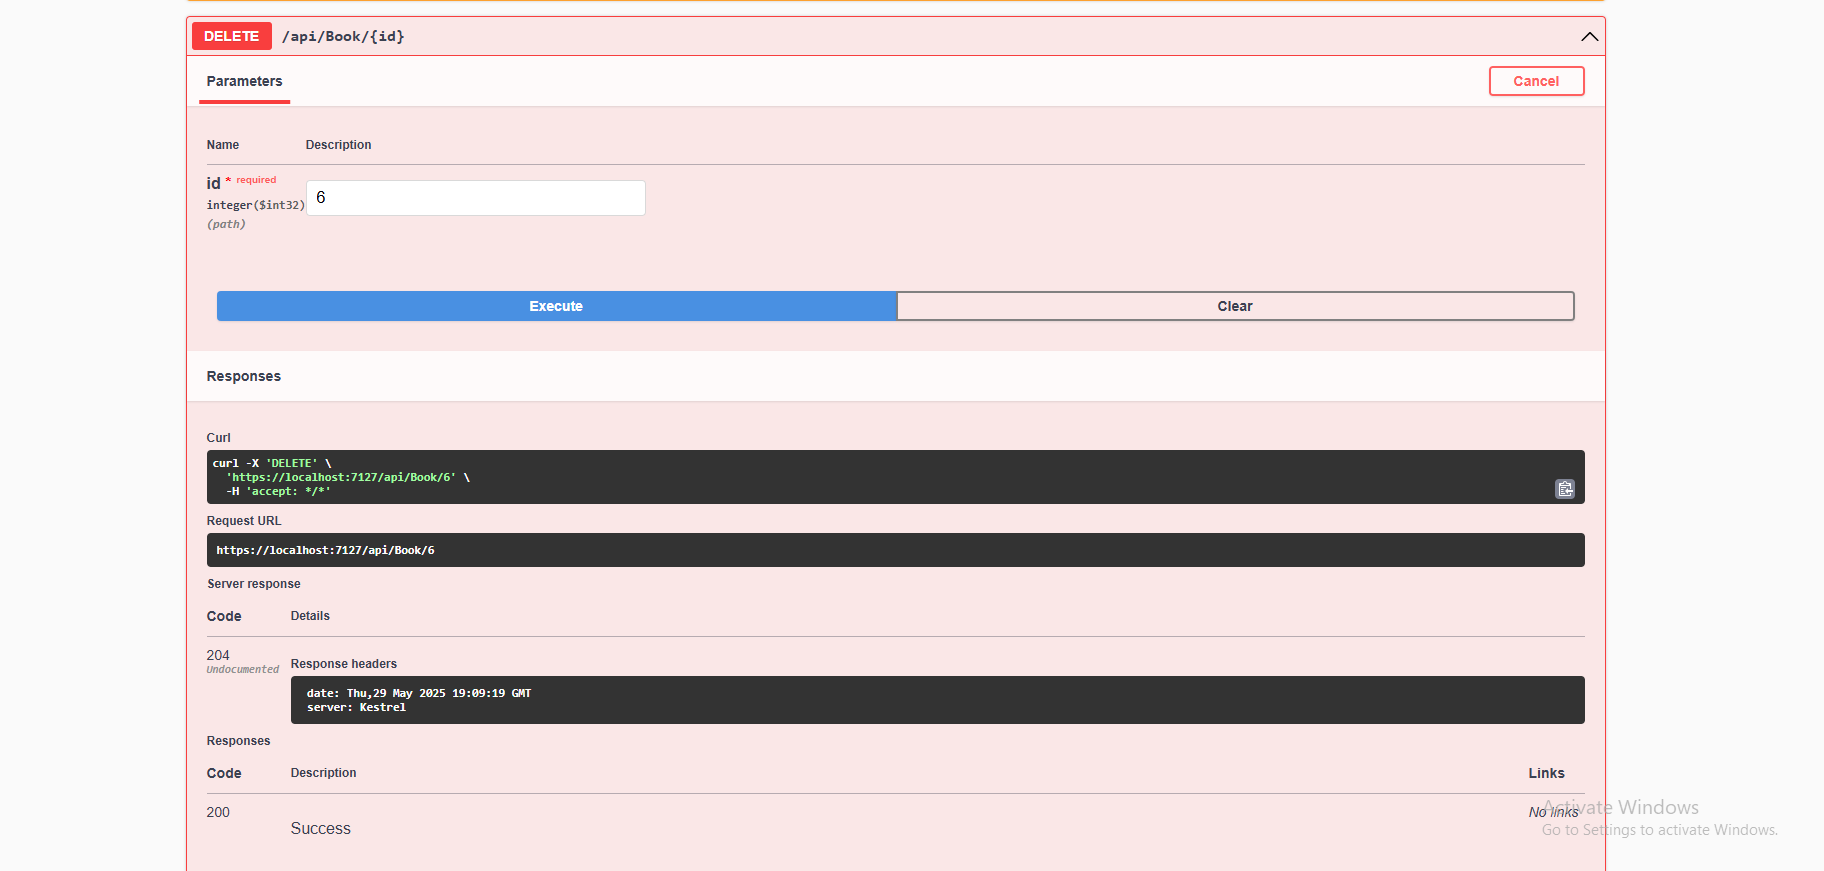 DELETE /api/Book/{id}
Parameters
Cancel
Name Description
id * required
integer($int32)
(path)
6
Execute Clear
Responses
Curl
curl -X 'DELETE' \
'https://localhost:7127/api/Book/6' \
-H 'accept: */*'
Request URL
https://localhost:7127/api/Book/6
Server response
Code Details
204
Undocumented
Response headers
date: Thu,29 May 2025 19:09:19 GMT
server: Kestrel
Responses
Code Description Links
200
Success
No links
Activate Windows
Go to Settings to activate Windows.